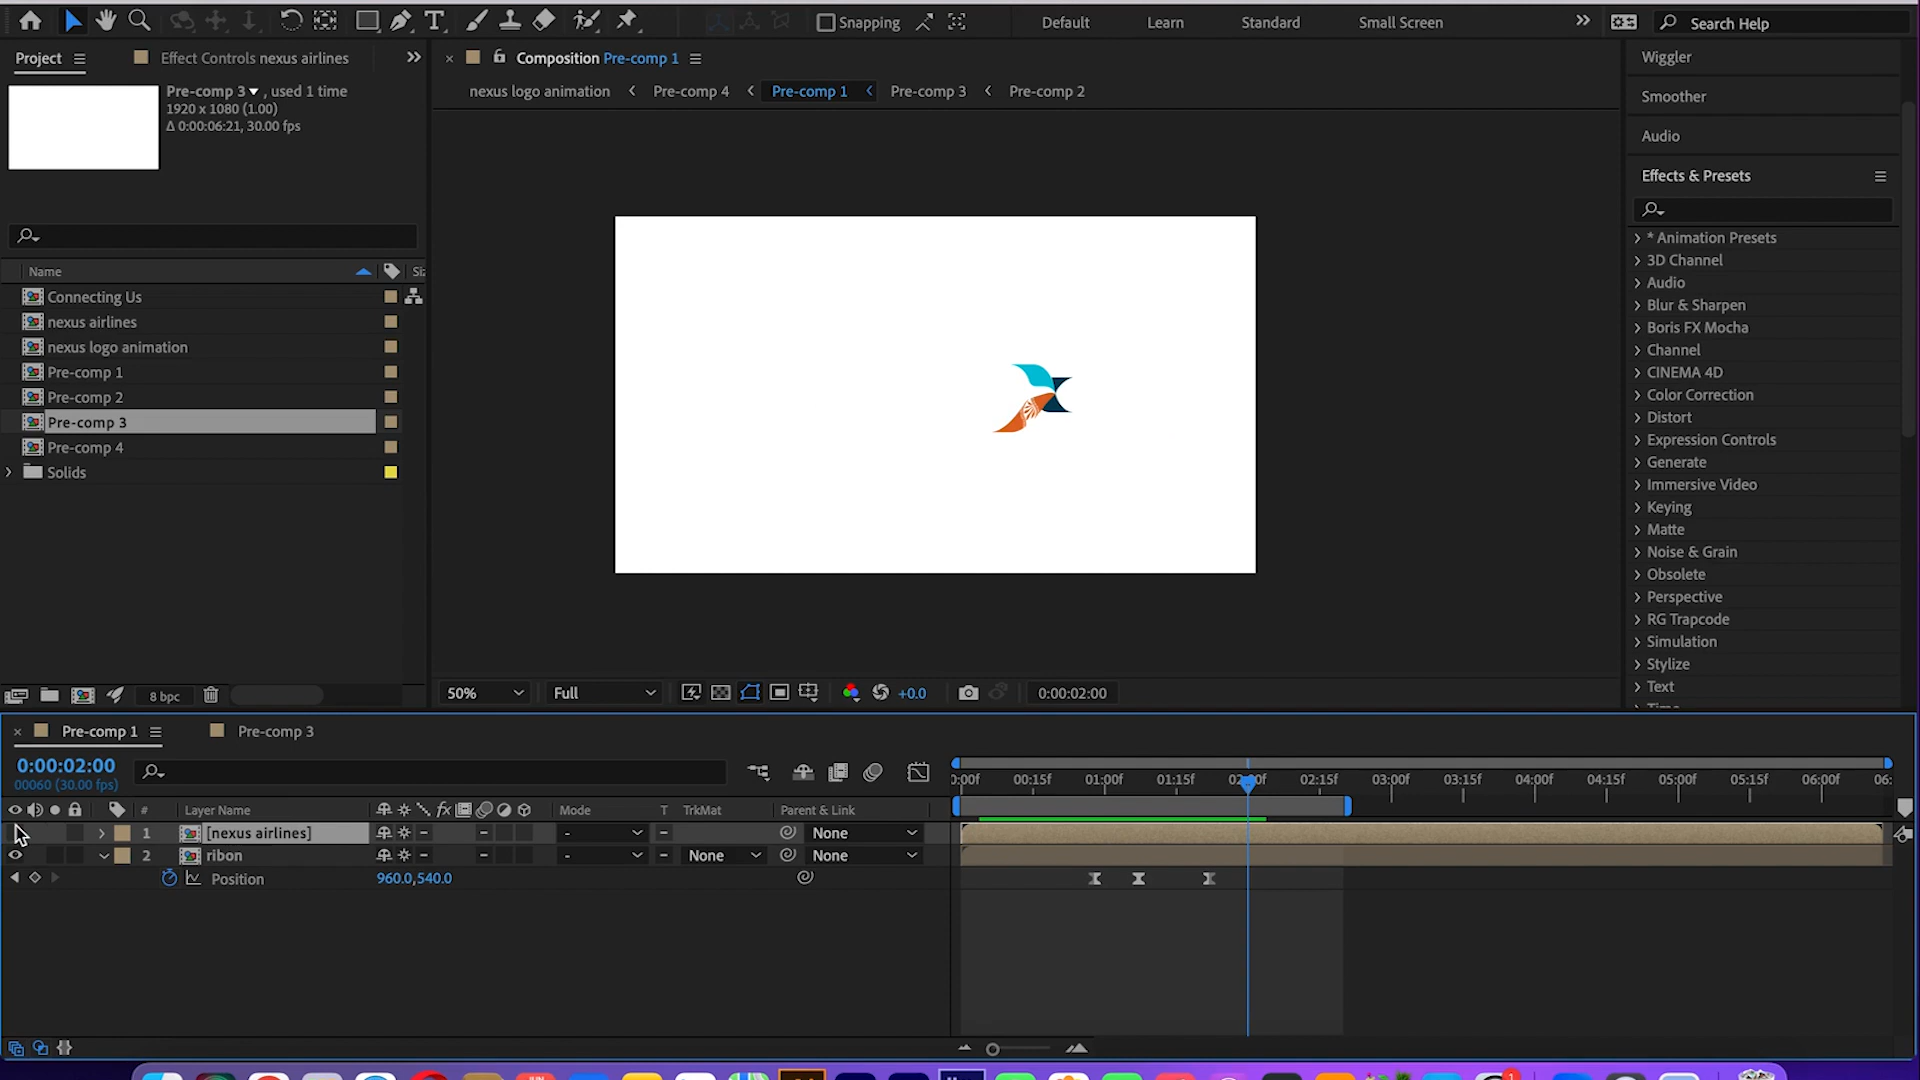 Snapping
Default
Learn
Standard
Small Screen
Search Help
Project
Effect Controls nexus airlines
Pre-comp 3 , used 1 time
1920 x 1080 (1.00)
Δ 0:00:06:21, 30.00 fps
Name
Siz
Connecting Us
nexus airlines
nexus logo animation
Pre-comp 1
Pre-comp 2
Pre-comp 3
Pre-comp 4
Solids
8 bpc
Composition Pre-comp 1
nexus logo animation
Pre-comp 4
Pre-comp 1
Pre-comp 3
Pre-comp 2
50%
Full
+0.0
0:00:02:00
Wiggler
Smoother
Audio
Effects & Presets
* Animation Presets
3D Channel
Audio
Blur & Sharpen
Boris FX Mocha
Channel
CINEMA 4D
Color Correction
Distort
Expression Controls
Generate
Immersive Video
Keying
Matte
Noise & Grain
Obsolete
Perspective
RG Trapcode
Simulation
Stylize
Text
Time
Pre-comp 1
Pre-comp 3
0:00:02:00
00060 (30.00 fps)
:00f 00:15f 01:00f 01:15f 02:00f 02:15f 03:00f 03:15f 04:00f 04:15f 05:00f 05:15f 06:00f 06:
# Layer Name fx Mode T TrkMat Parent & Link
1 [nexus airlines] - None
2 ribon - None None
Position 960.0,540.0